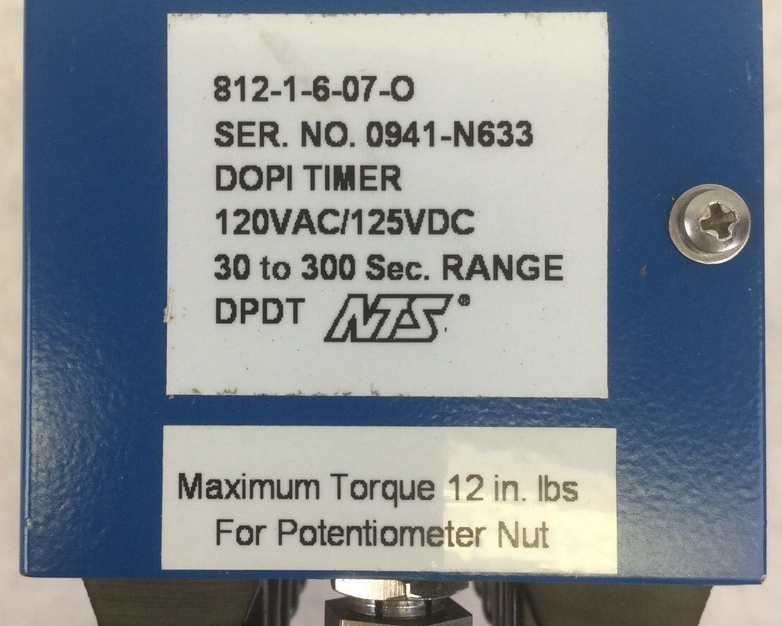 812-1-6-07-O
SER. NO. 0941-N633
DOPI TIMER
120VAC/125VDC
30 to 300 Sec. RANGE
DPDT NTS®
Maximum Torque 12 in. lbs
For Potentiometer Nut